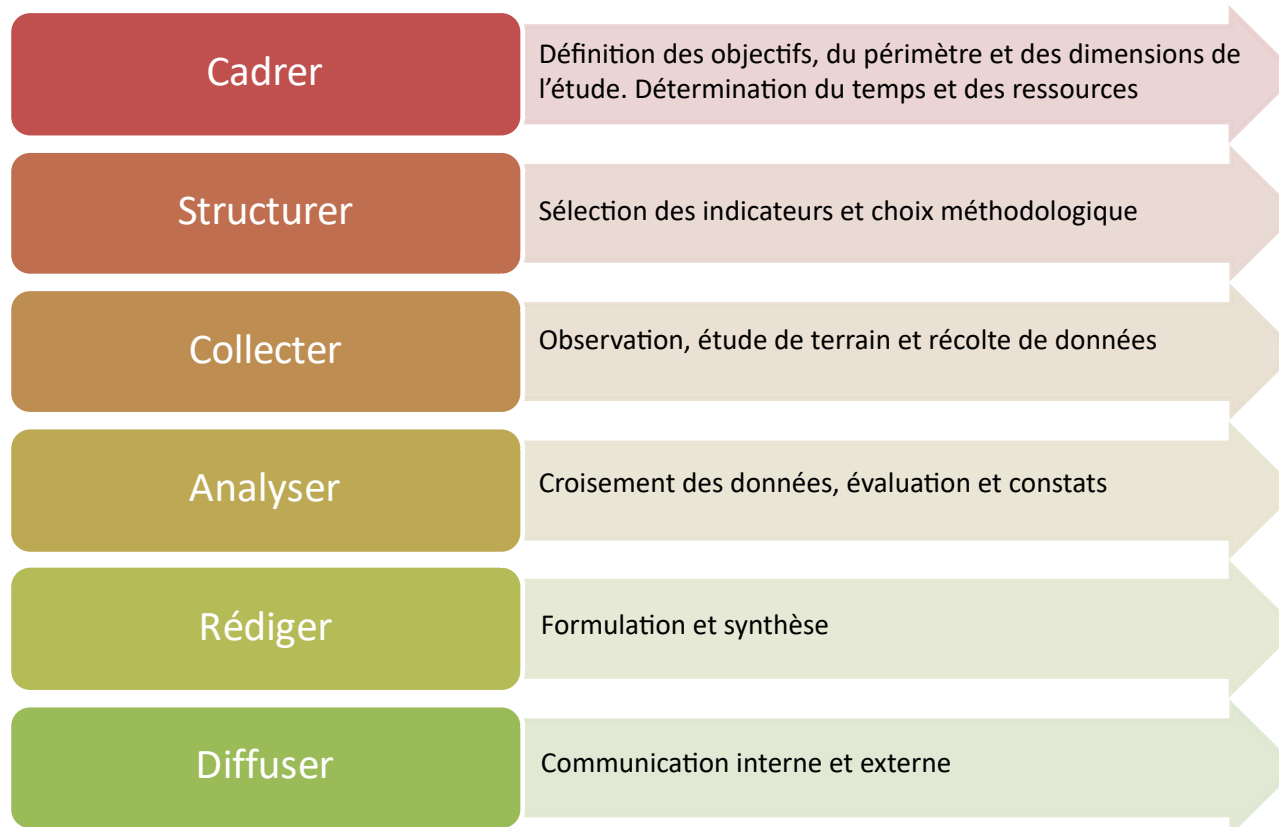 Cadrer
Définition des objectifs, du périmètre et des dimensions de
l’étude. Détermination du temps et des ressources
Structurer
Sélection des indicateurs et choix méthodologique
Collecter
Observation, étude de terrain et récolte de données
Analyser
Croisement des données, évaluation et constats
Rédiger
Formulation et synthèse
Diffuser
Communication interne et externe